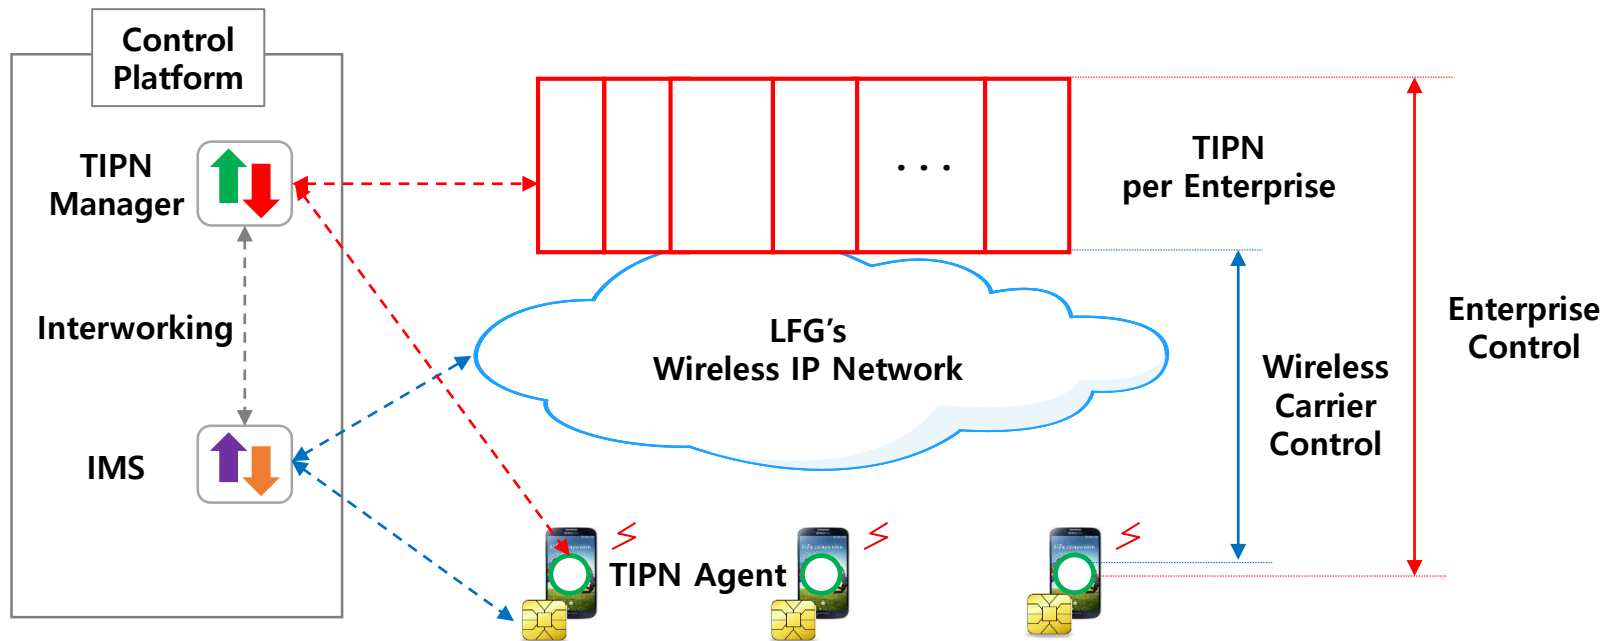 Control
Platform
TIPN
Manager
Interworking
IMS
. . .
TIPN
per Enterprise
LFG's
Wireless IP Network
Wireless
Carrier
Control
Enterprise
Control
TIPN Agent